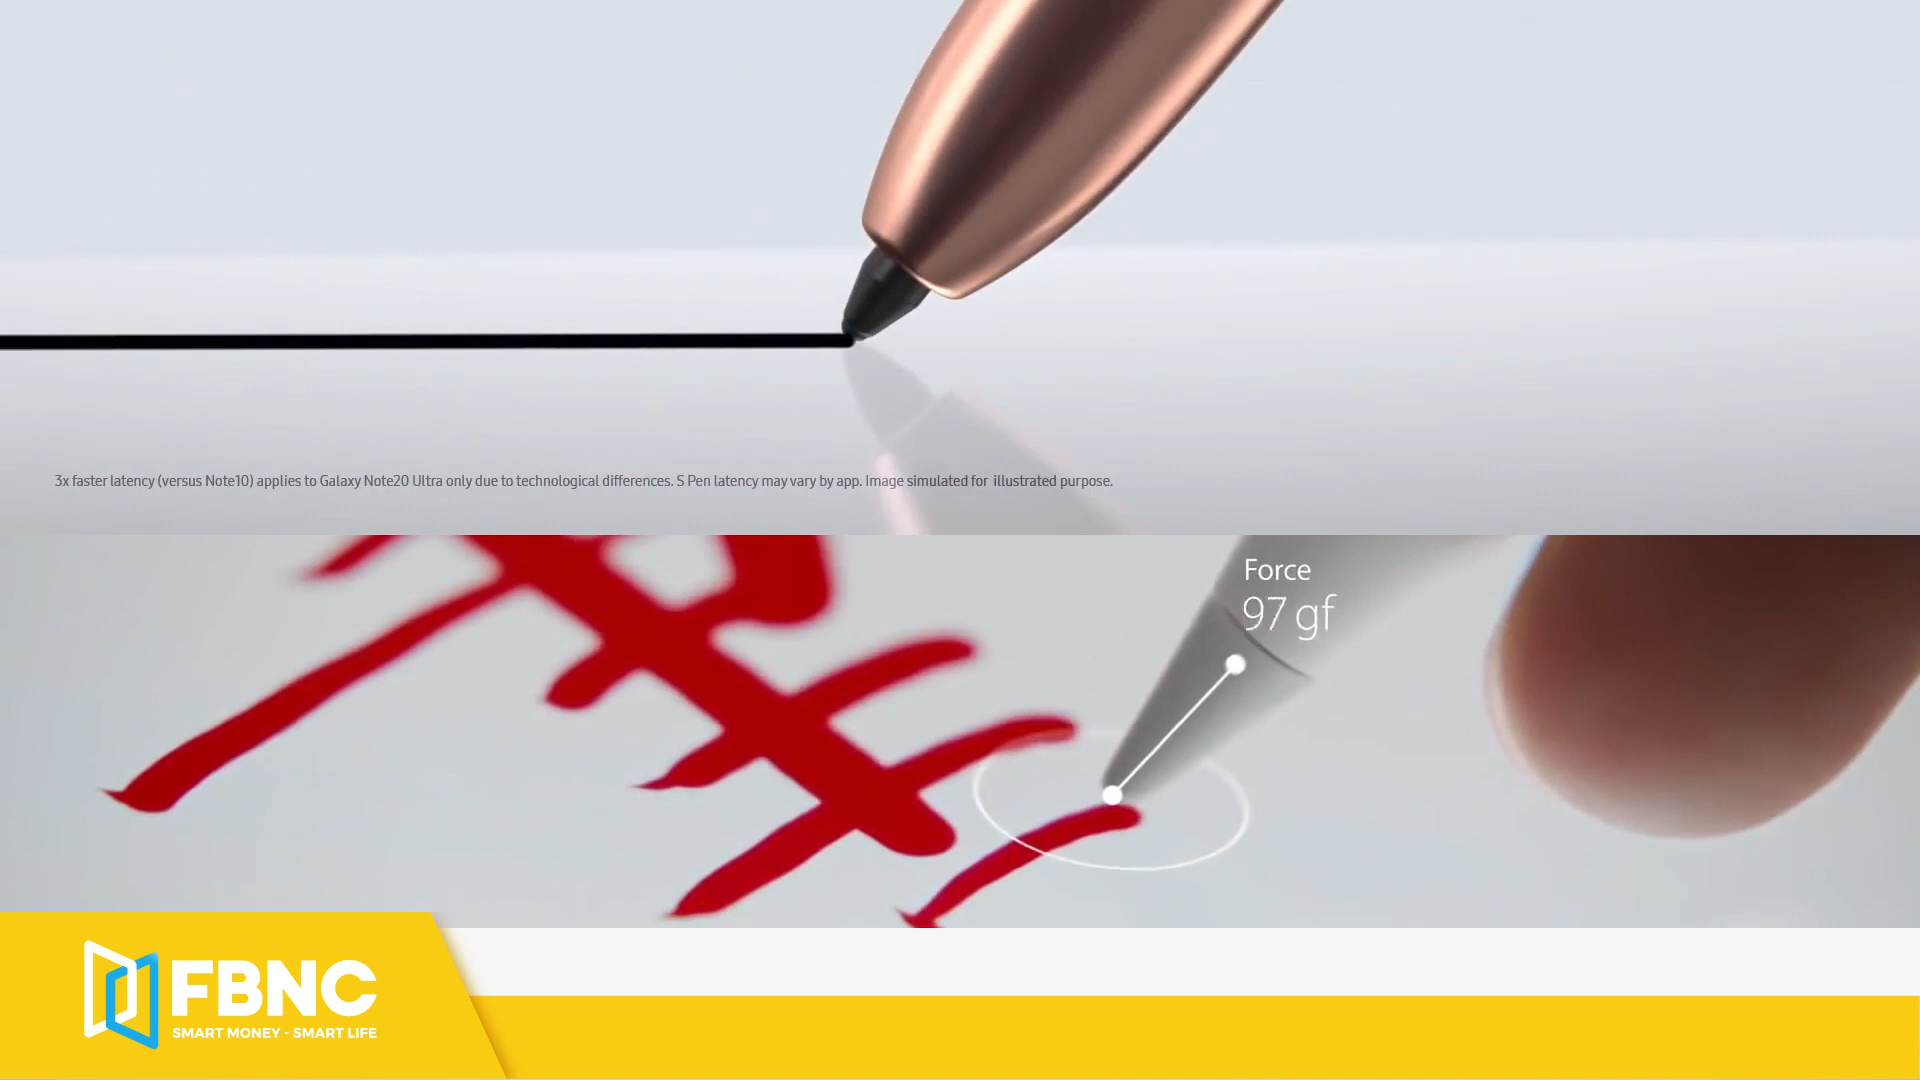 3x faster latency (versus Note10) applies to Galaxy Note20 Ultra only due to technological differences. S Pen latency may vary by app. Image simulated for illustrated purpose.
Force
97 gf
FBNC
SMART MONEY - SMART LIFE